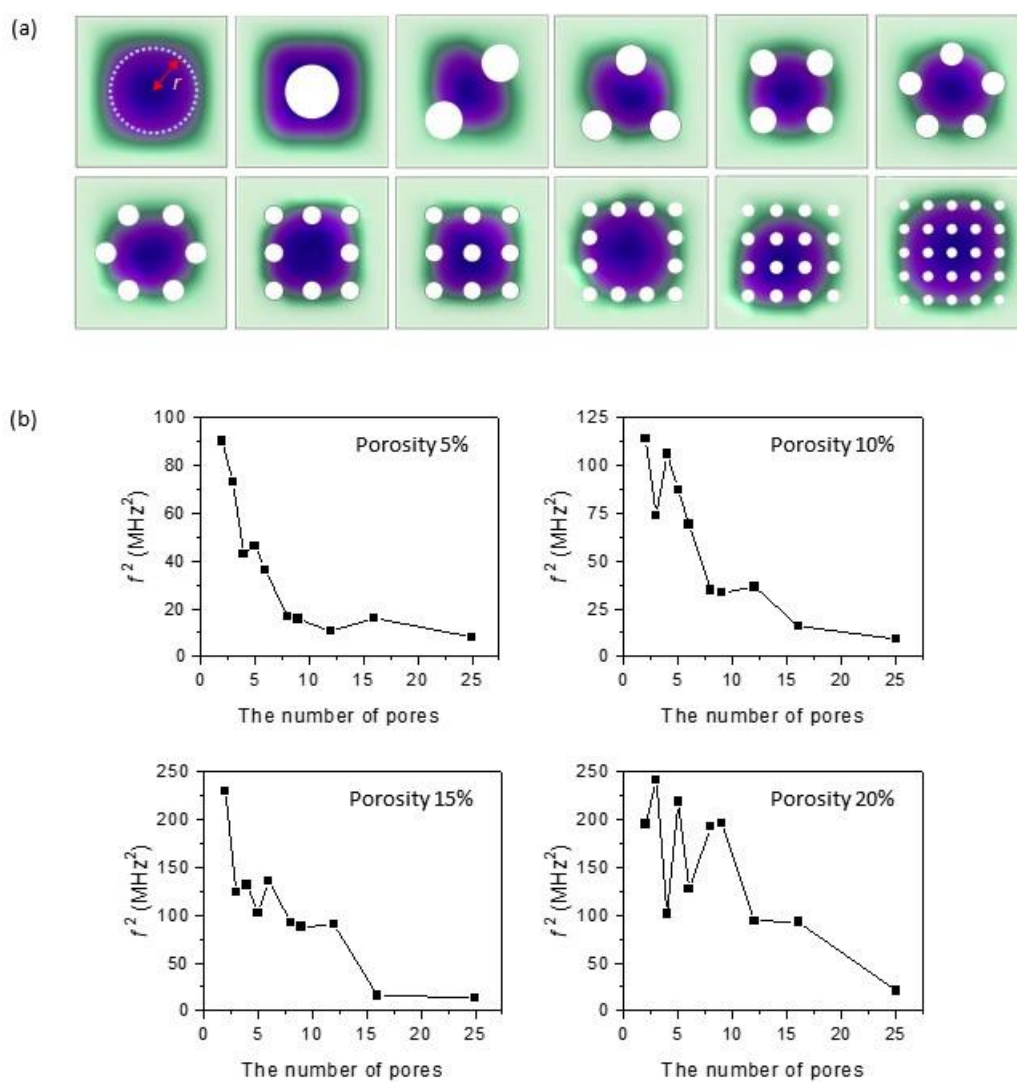 (a)
r
(b)
100
80
60
40
20
0
f 2 (MHz2)
Porosity 5%
0 5 10 15 20 25
The number of pores
125
100
75
50
25
0
f 2 (MHz2)
Porosity 10%
0 5 10 15 20 25
The number of pores
250
200
150
100
50
0
f 2 (MHz2)
Porosity 15%
0 5 10 15 20 25
The number of pores
250
200
150
100
50
0
f 2 (MHz2)
Porosity 20%
0 5 10 15 20 25
The number of pores